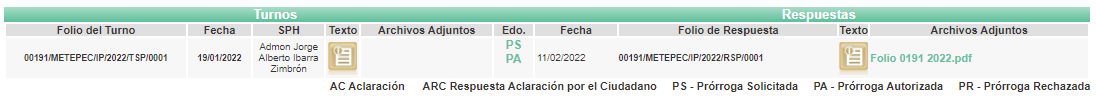 Turnos Respuestas
Folio del Turno Fecha SPH Texto Archivos Adjuntos Edo. Fecha Folio de Respuesta Texto Archivos Adjuntos
00191/METEPEC/IP/2022/TSP/0001 19/01/2022 Admon Jorge Alberto Ibarra Zimbrón PS PA 11/02/2022 00191/METEPEC/IP/2022/RSP/0001 Folio 0191 2022.pdf
AC Aclaración ARC Respuesta Aclaración por el Ciudadano PS - Prórroga Solicitada PA - Prórroga Autorizada PR - Prórroga Rechazada